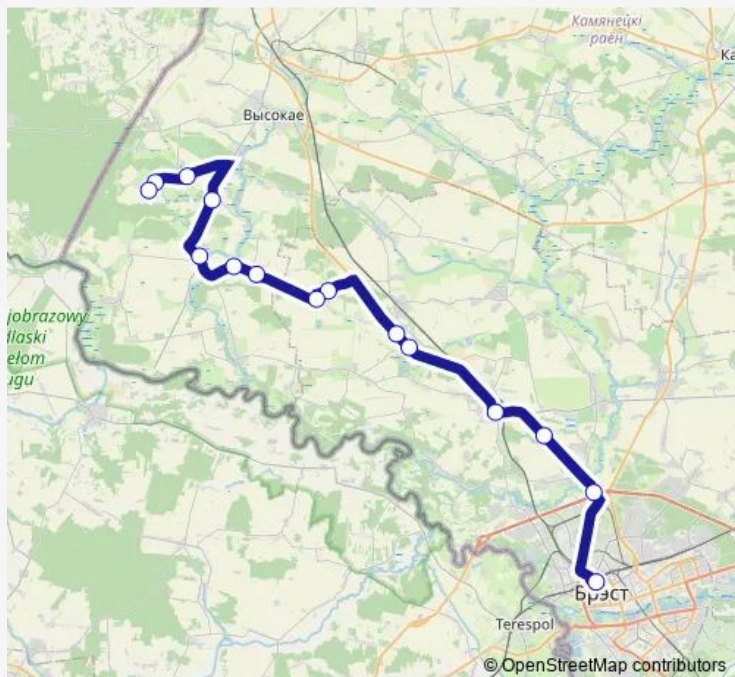 Камянецкі
раён
Ка
Высокае
jobrazowy
dlaski
ełom
ugu
Брэст
Terespol
© OpenStreetMap contributors